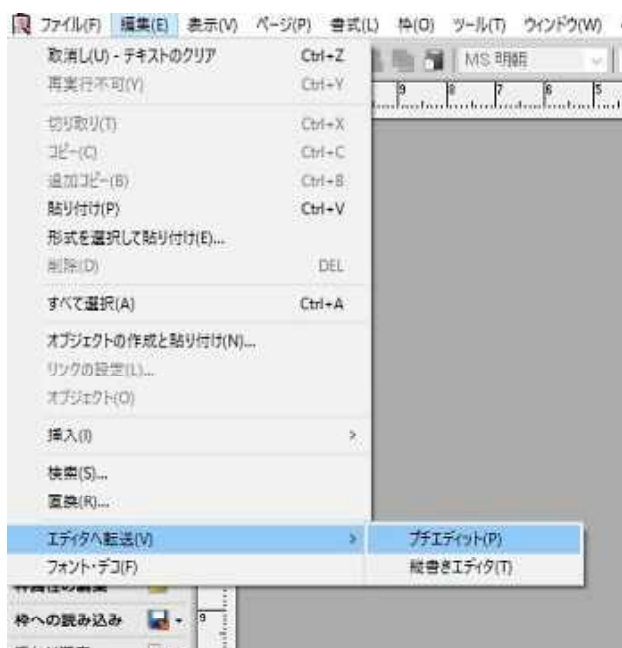 ファイル(F) 編集(E) 表示(V) ページ(P) 書式(L) 枠(O) ツール(T) ウィンドウ(W)
取消し(U) - テキストのクリア Ctrl+Z
再実行不可(Y) Ctrl+Y
MS 明朝
9 8 7 6 5
切り取り(T) Ctrl+X
コピー(C) Ctrl+C
追加コピー(B) Ctrl+B
貼り付け(P) Ctrl+V
形式を選択して貼り付け(E)...
削除(D) DEL
すべて選択(A) Ctrl+A
オブジェクトの作成と貼り付け(N)...
リンクの設定(L)...
オブジェクト(O)
挿入(I) >
検索(S)...
置換(R)...
エディタへ転送(V) > プチエディット(P)
フォント・デコ(F) 縦書きエディタ(T)
枠への読み込み 9